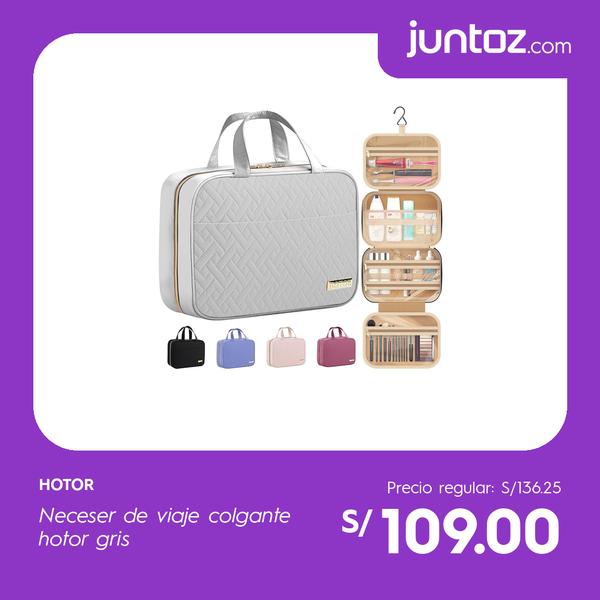 juntoz.com
HOTOR
Neceser de viaje colgante
hotor gris
Precio regular: S/136.25
S/109.00